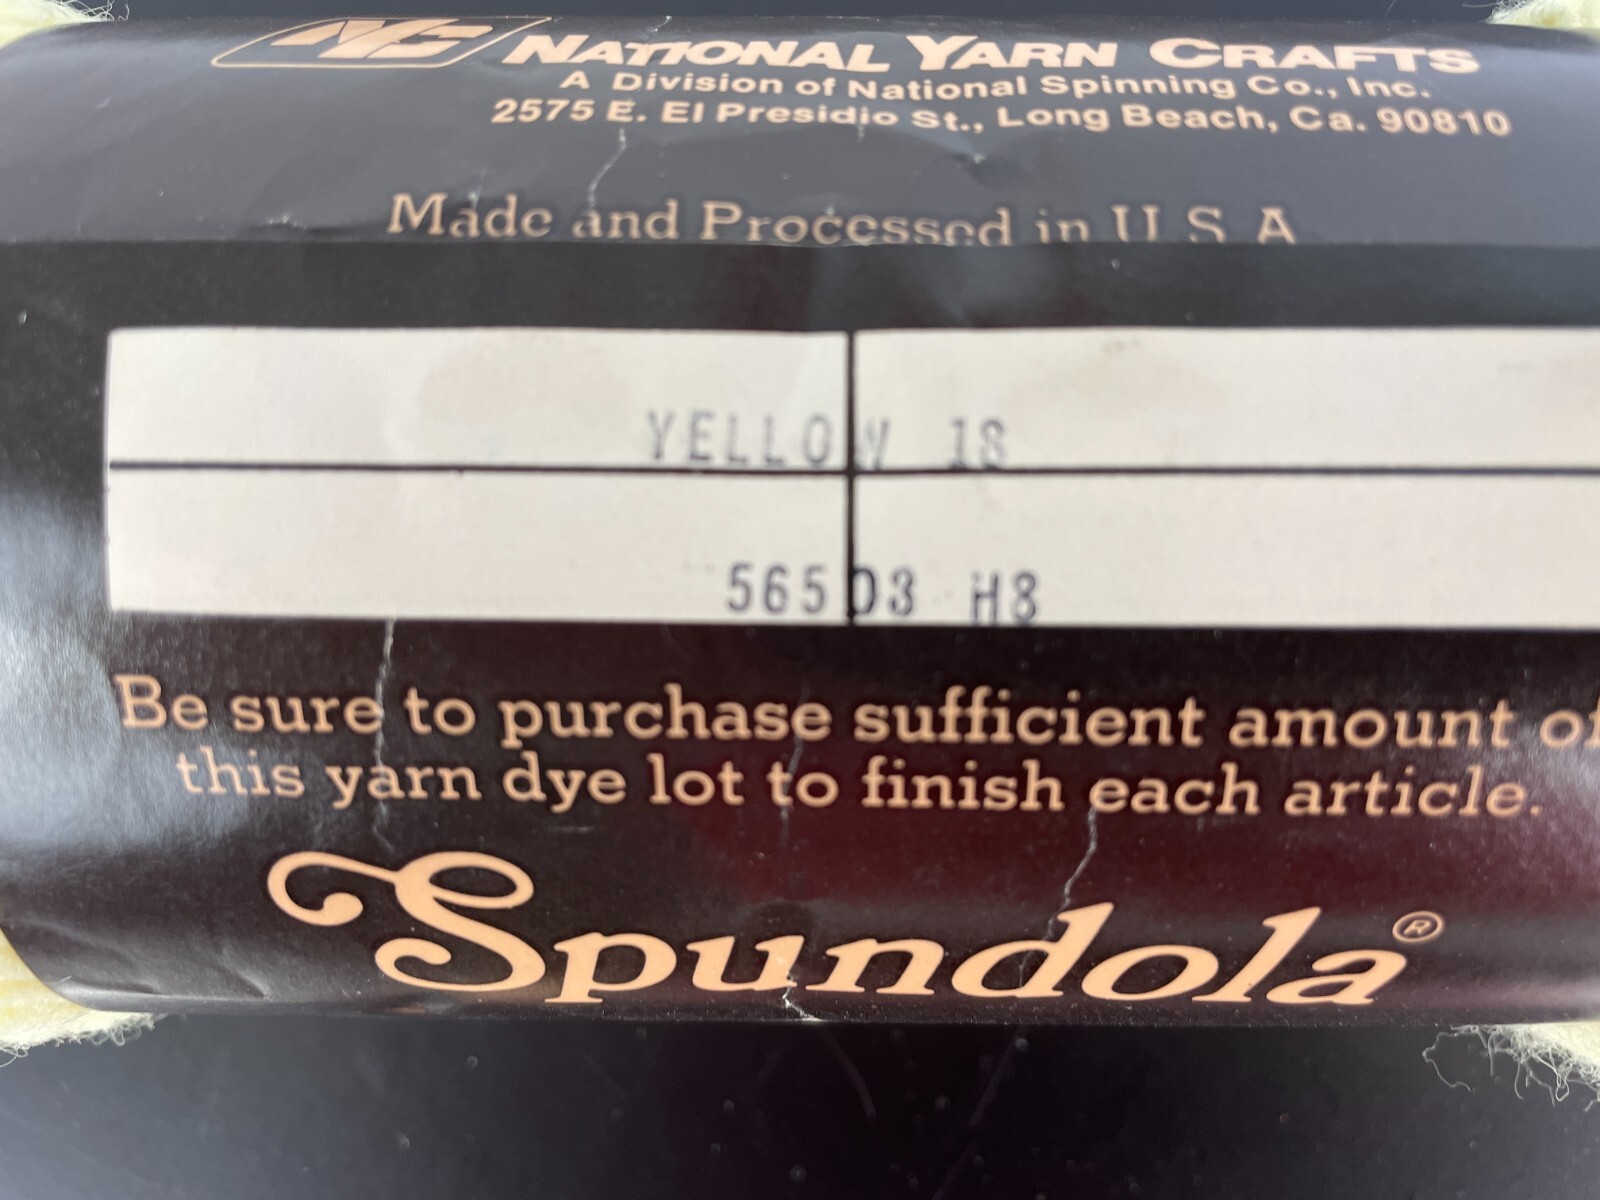 NYC NATIONAL YARN CRAFTS
A Division of National Spinning Co., Inc.
2575 E. El Presidio St., Long Beach, Ca. 90810
Made and Processed in U S A
YELLOW 18
56503 H8
Be sure to purchase sufficient amount of
this yarn dye lot to finish each article.
Spundola®